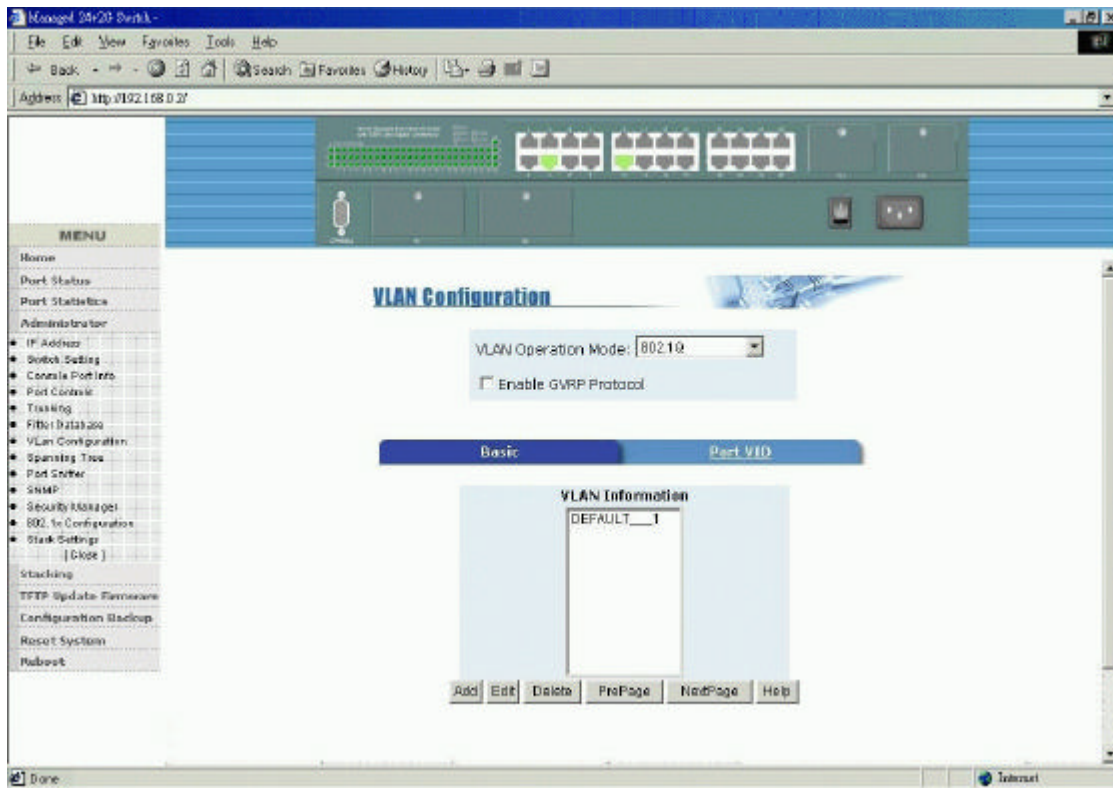 Managed 24+2G Switch -
File Edit View Favorites Tools Help
Back Search Favorites History
Address http://192.168.0.2/
MENU
Home
Port Status
Port Statistics
Administrator
IP Address
Switch Setting
Console Port Info
Port Controls
Trunking
Filter Database
VLan Configuration
Spanning Tree
Port Sniffer
SNMP
Security Manager
802.1x Configuration
Stack Settings
[ Close ]
Stacking
TFTP Update Firmware
Configuration Backup
Reset System
Reboot
VLAN Configuration
VLAN Operation Mode: 802.1Q
Enable GVRP Protocol
Basic Port VID
VLAN Information
DEFAULT___1
Add Edit Delete PrePage NextPage Help
Done Internet